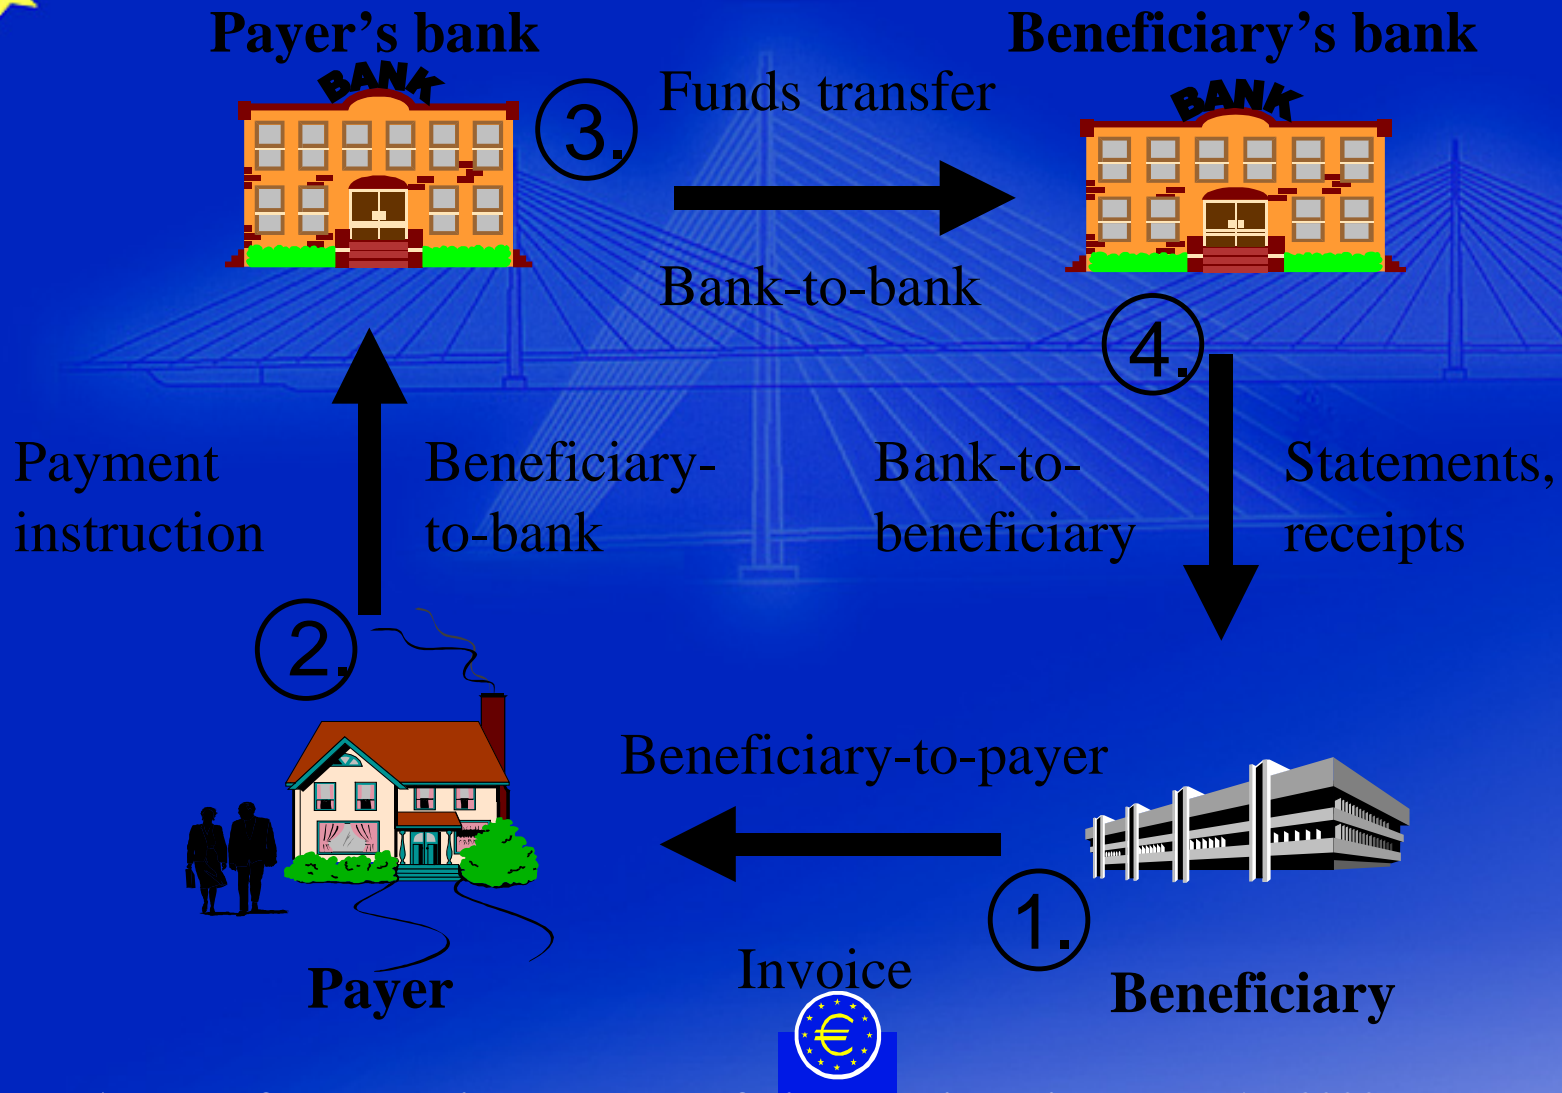 Payer's bank
Beneficiary's bank
BANK
BANK
3.
Funds transfer
Bank-to-bank
4.
Payment
instruction
Beneficiary-
to-bank
Bank-to-
beneficiary
Statements,
receipts
2.
Beneficiary-to-payer
1.
Invoice
Payer
Beneficiary
€